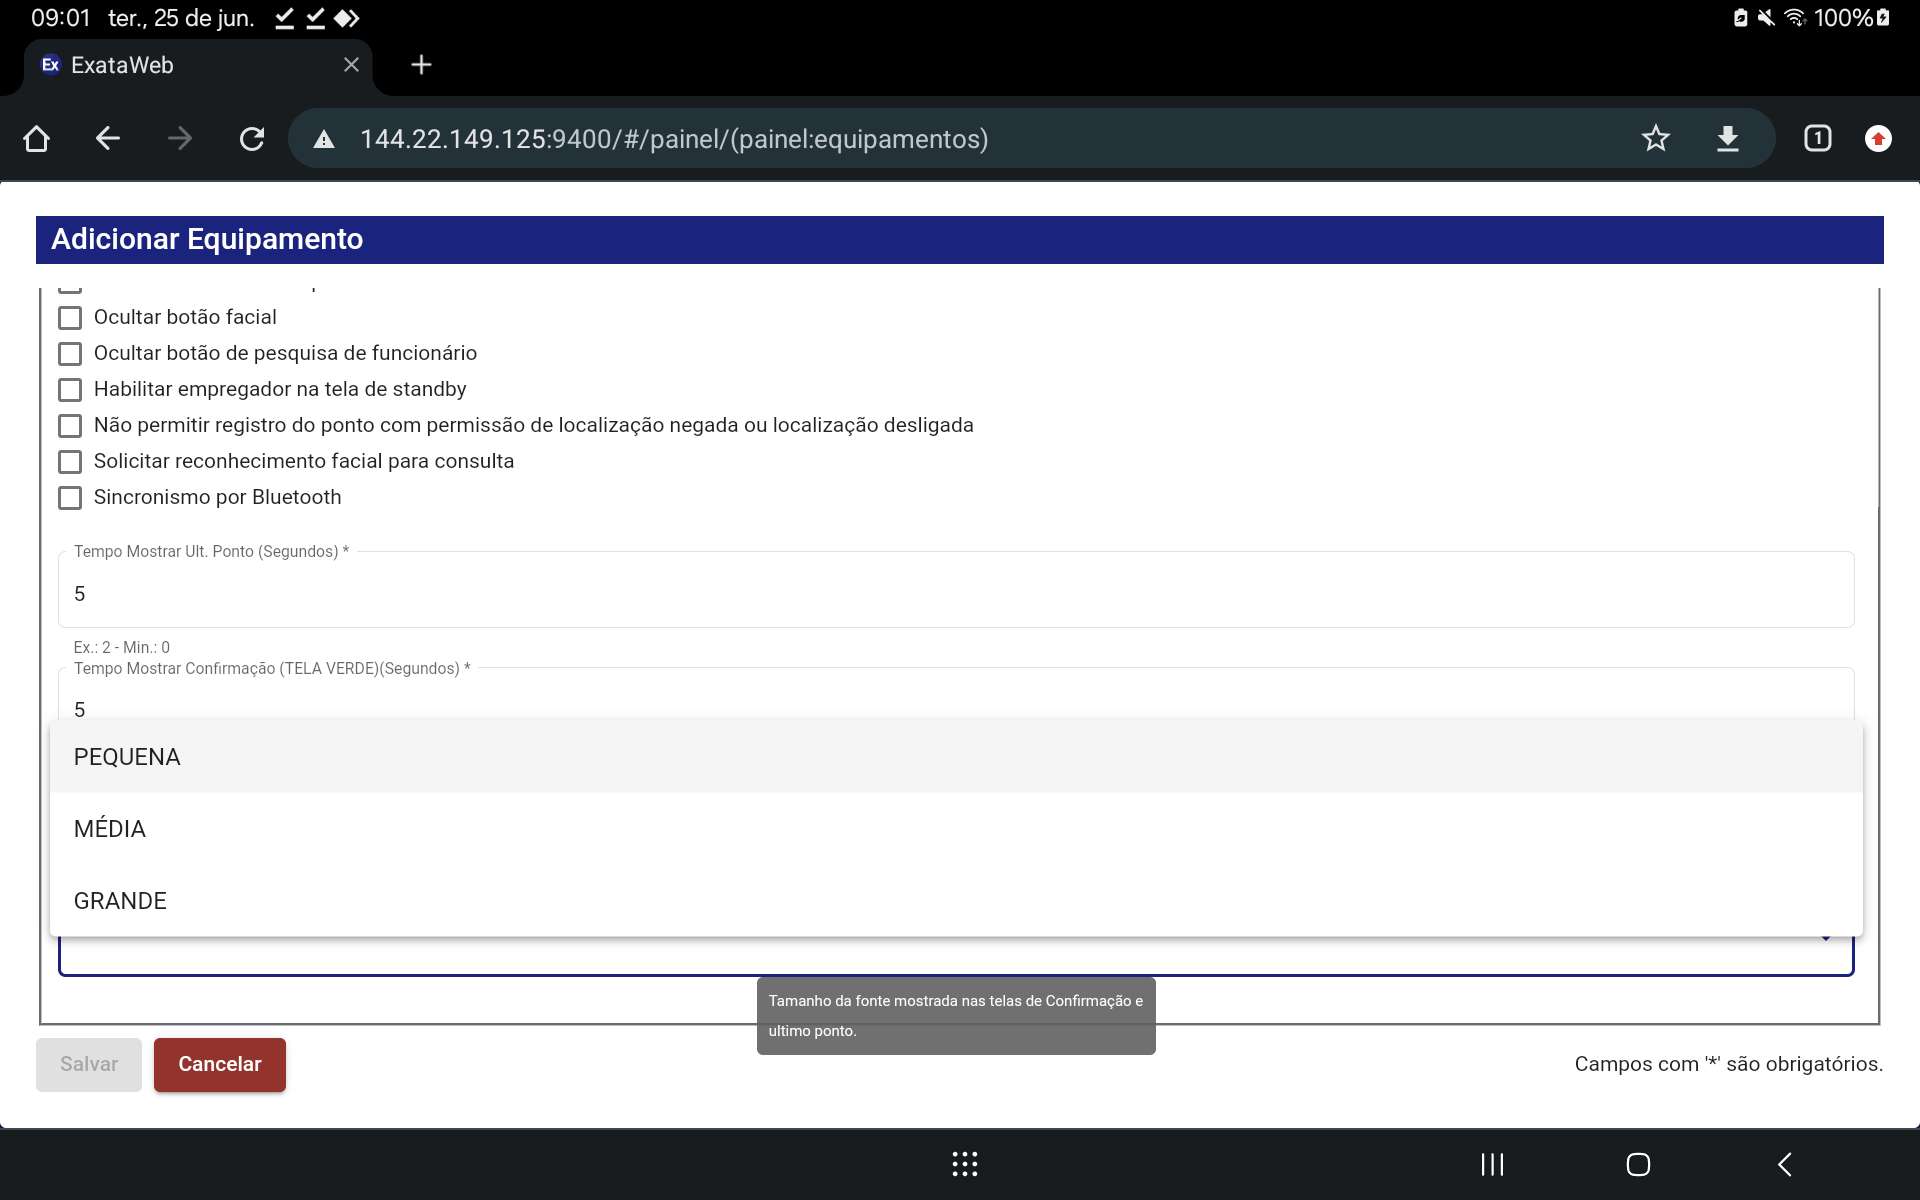 09:01 ter., 25 de jun.
100%
Ex ExataWeb
144.22.149.125:9400/#/painel/(painel:equipamentos)
1
Adicionar Equipamento
Ocultar botão facial
Ocultar botão de pesquisa de funcionário
Habilitar empregador na tela de standby
Não permitir registro do ponto com permissão de localização negada ou localização desligada
Solicitar reconhecimento facial para consulta
Sincronismo por Bluetooth
Tempo Mostrar Ult. Ponto (Segundos) *
5
Ex.: 2 - Min.: 0
Tempo Mostrar Confirmação (TELA VERDE)(Segundos) *
5
PEQUENA
MÉDIA
GRANDE
Tamanho da fonte mostrada nas telas de Confirmação e
ultimo ponto.
Salvar
Cancelar
Campos com '*' são obrigatórios.